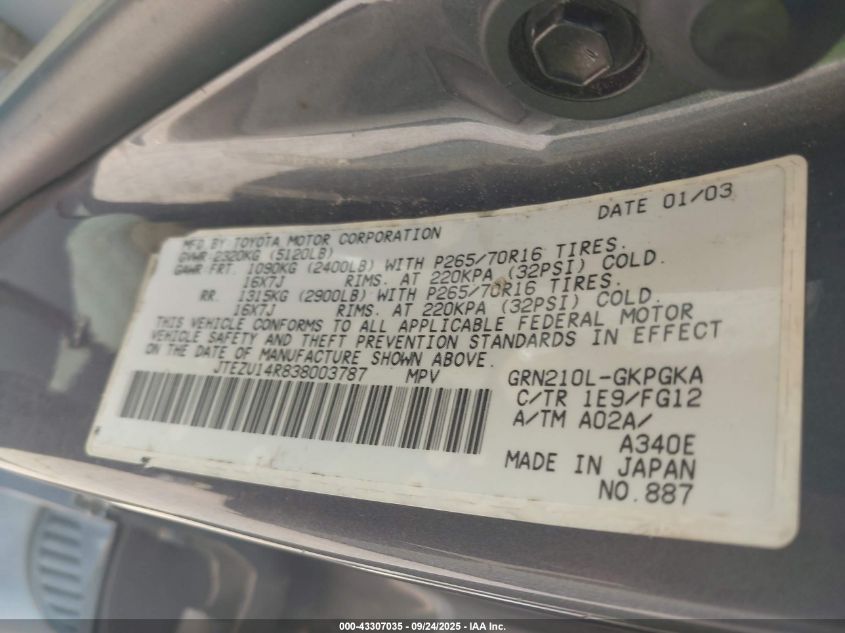 DATE 01/03
MFD BY TOYOTA MOTOR CORPORATION
GVWR 2320KG (5120LB)
GAWR FRT. 1090KG (2400LB) WITH P265/70R16 TIRES.
16X7J RIMS. AT 220KPA (32PSI) COLD.
RR. 1315KG (2900LB) WITH P265/70R16 TIRES.
16X7J RIMS. AT 220KPA (32PSI) COLD.
THIS VEHICLE CONFORMS TO ALL APPLICABLE FEDERAL MOTOR
VEHICLE SAFETY AND THEFT PREVENTION STANDARDS IN EFFECT
ON THE DATE OF MANUFACTURE SHOWN ABOVE.
JTEZU14R838003787 MPV GRN210L-GKPGKA
C/TR 1E9/FG12
A/TM A02A/
A340E
MADE IN JAPAN
NO.887
000-43307035 - 09/24/2025 - IAA Inc.